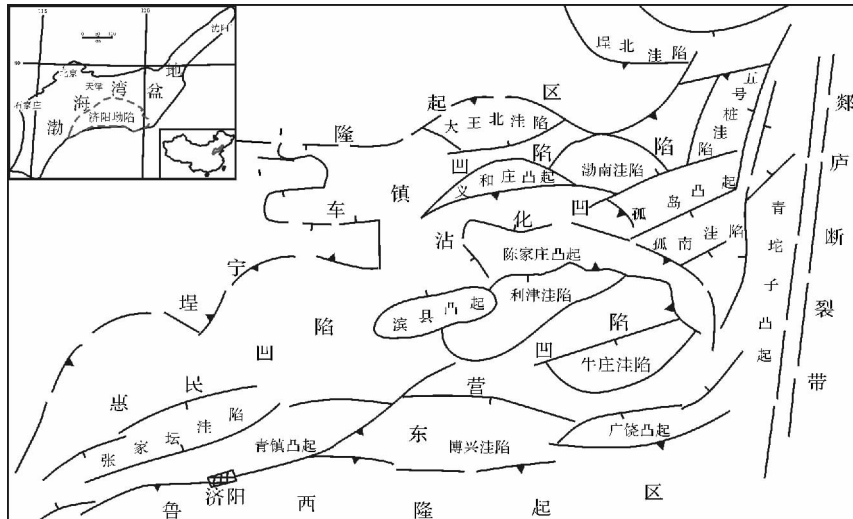 沈阳
北京
天津
石家庄
渤海湾盆地
济阳坳陷
埕北洼陷
五号桩洼陷
郯庐断裂带
埕宁隆起区
大王北洼陷
车镇凹陷
义和庄凸起
渤南洼陷
孤岛凸起
沾化凹陷
孤南洼陷
青坨子凸起
陈家庄凸起
利津洼陷
滨县凸起
牛庄洼陷
惠民凹陷
东营凹陷
张家坛洼陷
青镇凸起
博兴洼陷
广饶凸起
济阳
鲁西隆起区